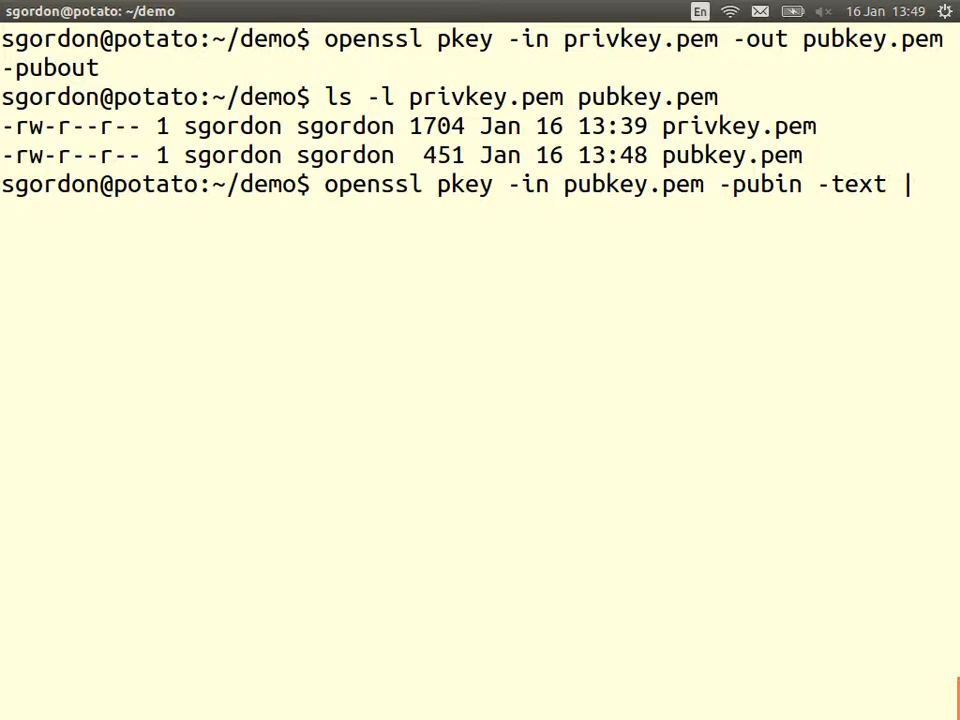 sgordon@potato: ~/demo
En
16 Jan 13:49
sgordon@potato:~/demo$ openssl pkey -in privkey.pem -out pubkey.pem
-pubout
sgordon@potato:~/demo$ ls -l privkey.pem pubkey.pem
-rw-r--r-- 1 sgordon sgordon 1704 Jan 16 13:39 privkey.pem
-rw-r--r-- 1 sgordon sgordon  451 Jan 16 13:48 pubkey.pem
sgordon@potato:~/demo$ openssl pkey -in pubkey.pem -pubin -text |